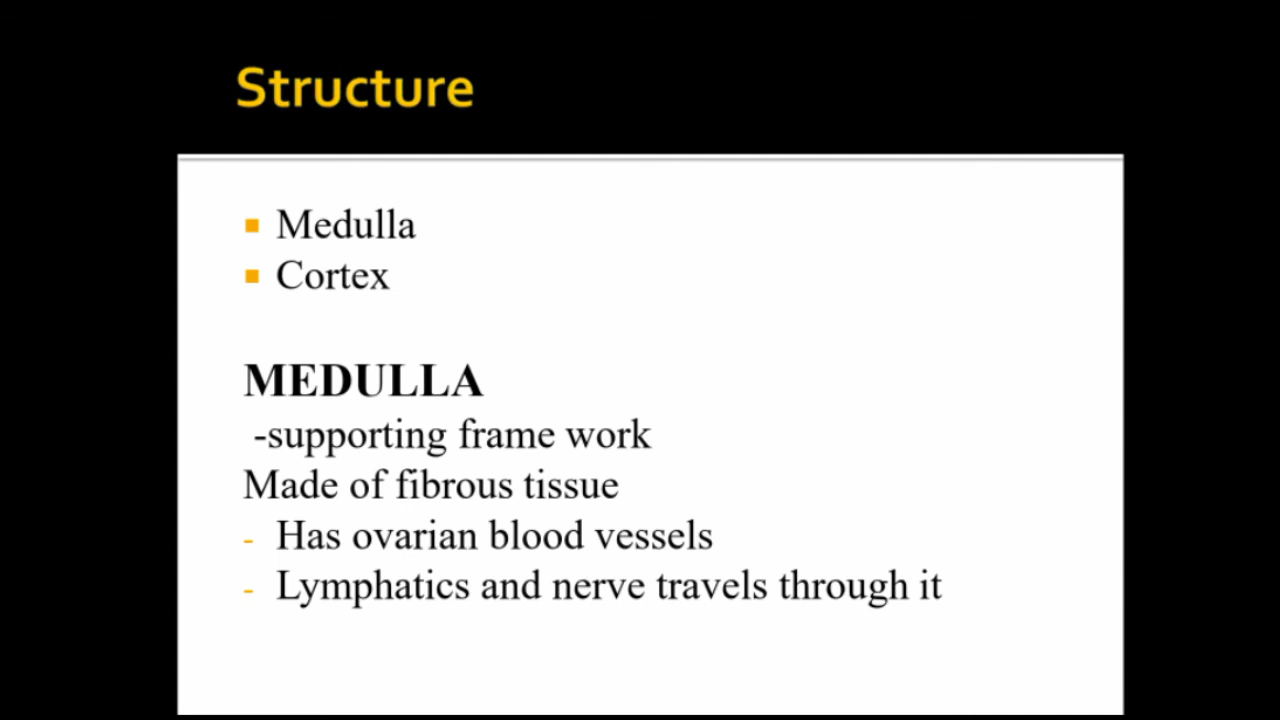 Structure
▪ Medulla
▪ Cortex
MEDULLA
-supporting frame work
Made of fibrous tissue
- Has ovarian blood vessels
- Lymphatics and nerve travels through it